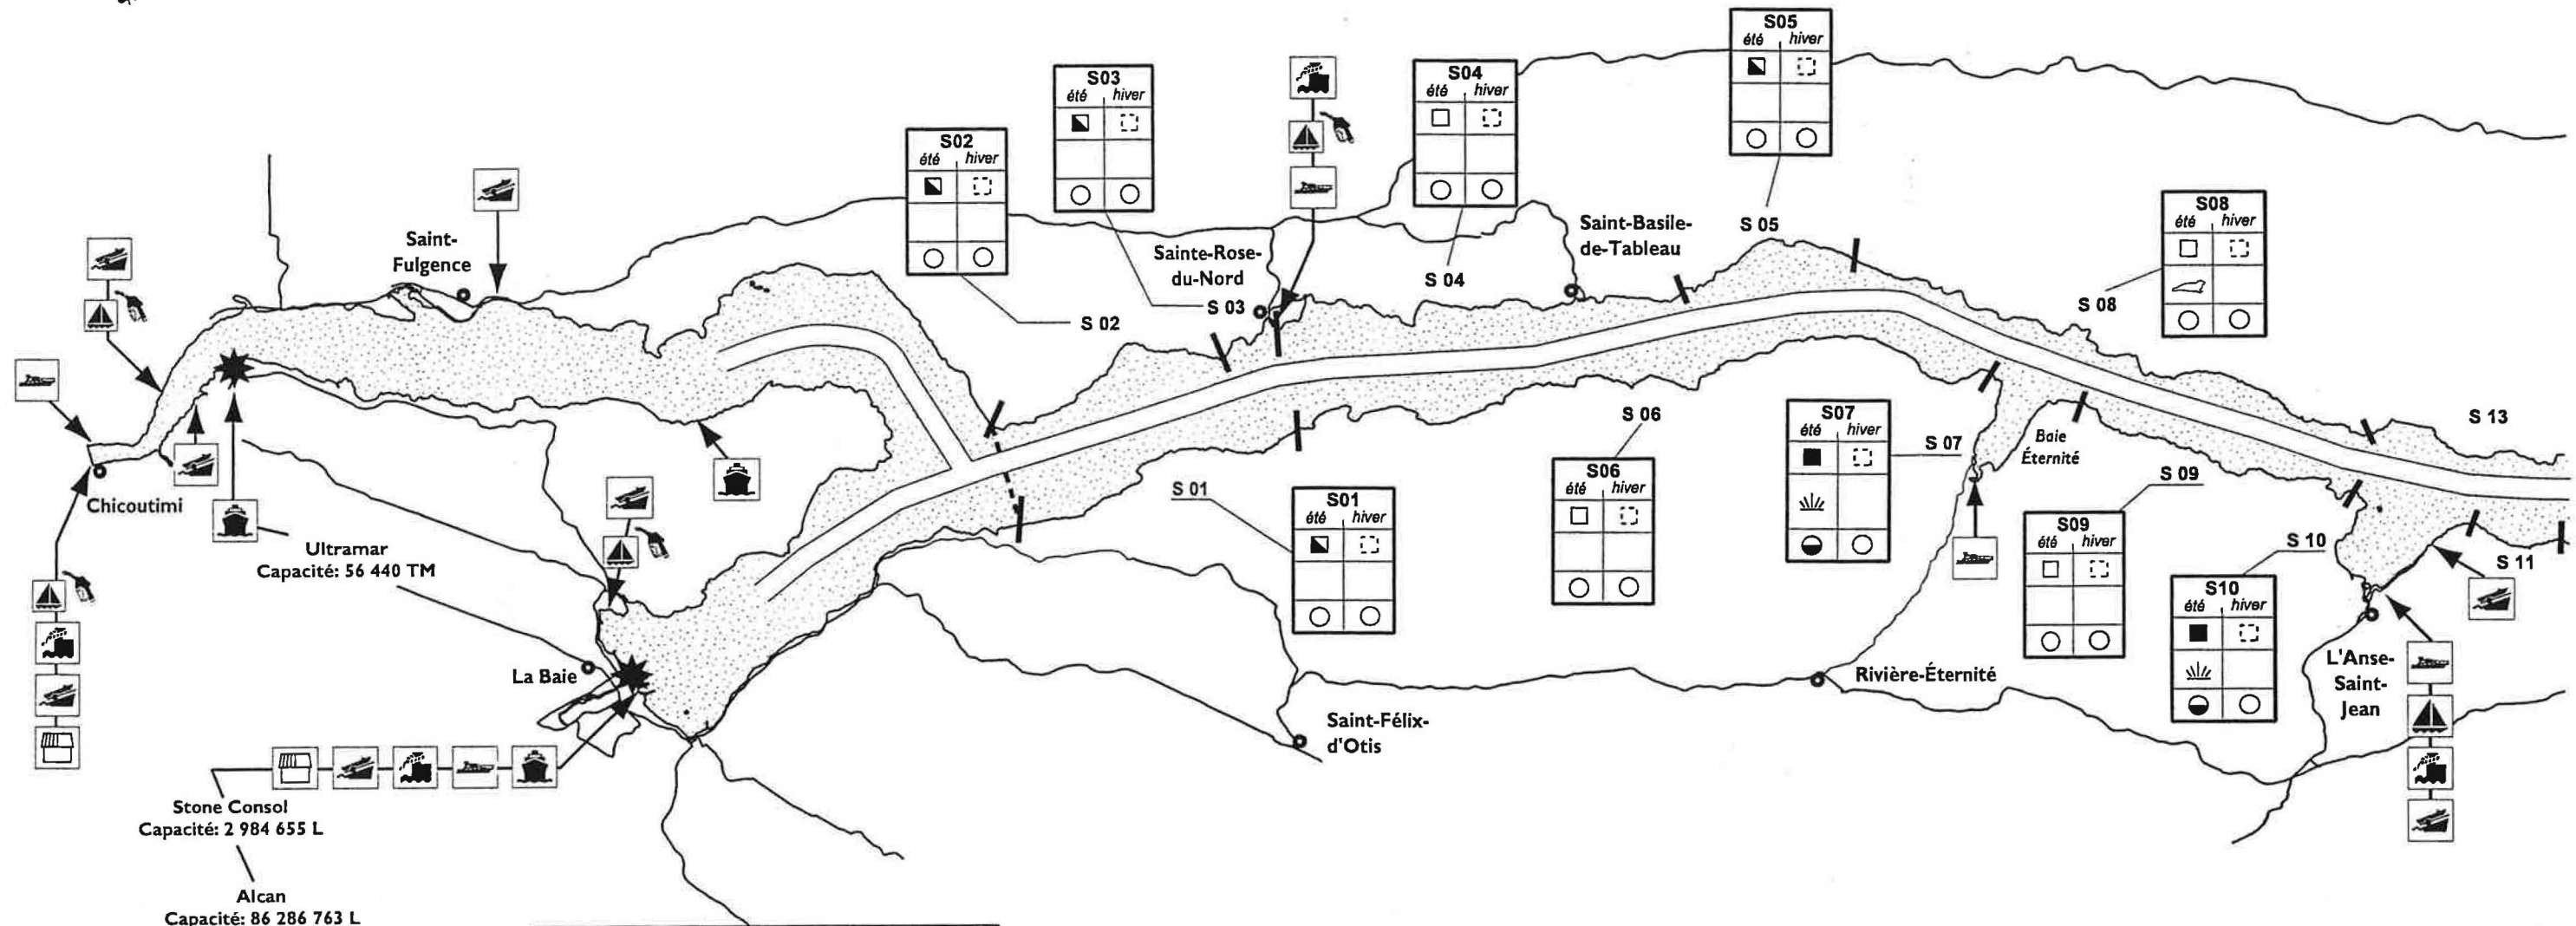 S05
été hiver
S03
été hiver
S04
été hiver
S02
été hiver
S08
été hiver
Saint-
Fulgence
Sainte-Rose-
du-Nord
Saint-Basile-
de-Tableau
S 05
S 04
S 03
S 02
S 08
Chicoutimi
Ultramar
Capacité: 56 440 TM
La Baie
S 01
S01
été hiver
S 06
S06
été hiver
S07
été hiver
S 07
Baie
Éternité
S 09
S09
été hiver
S 10
S10
été hiver
S 13
S 11
L'Anse-
Saint-
Jean
Rivière-Éternité
Saint-Félix-
d'Otis
Stone Consol
Capacité: 2 984 655 L
Alcan
Capacité: 86 286 763 L